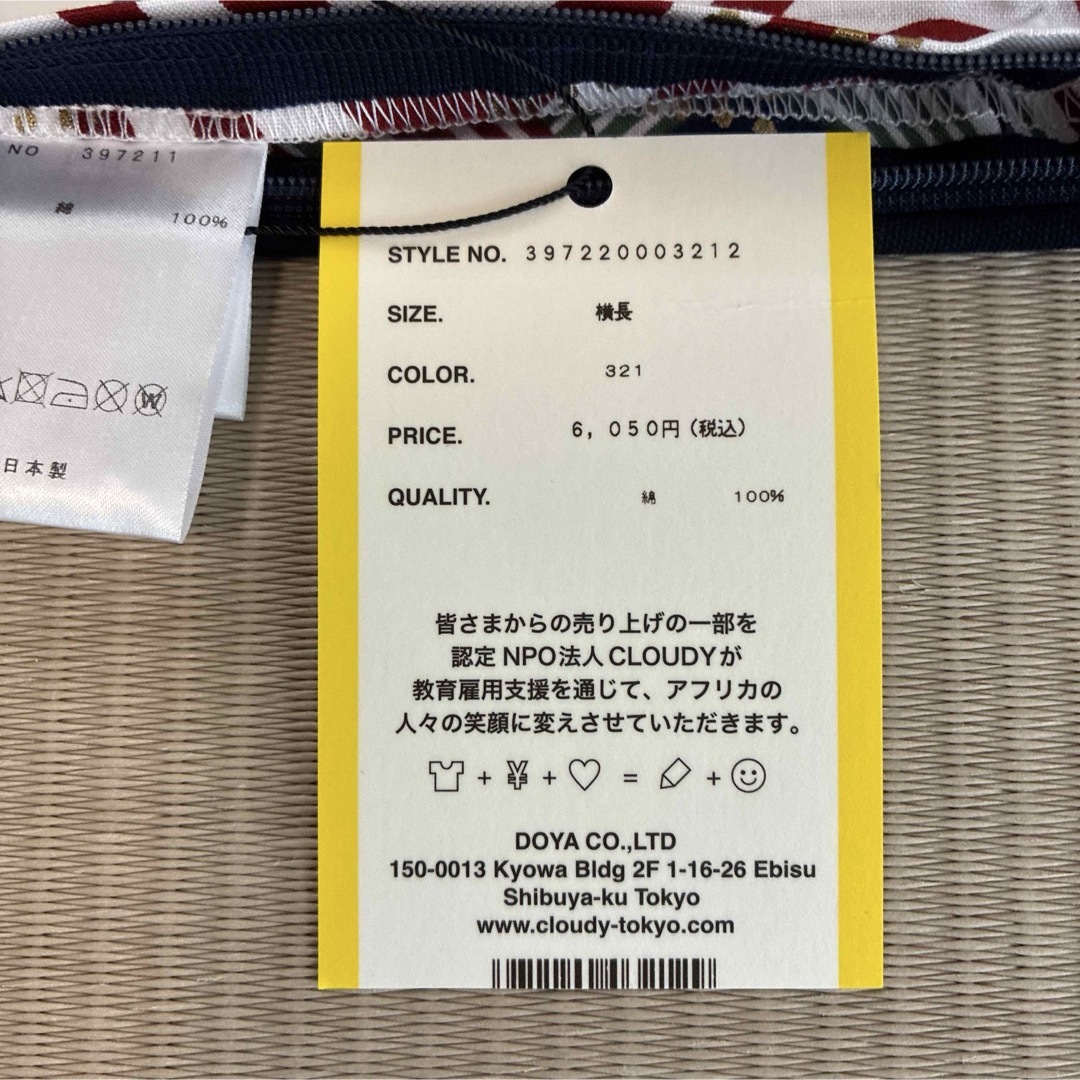 NO 397211
綿 100%
日本製
STYLE NO. 397220003212
SIZE. 横長
COLOR. 321
PRICE. 6,050円(税込)
QUALITY. 綿 100%
皆さまからの売り上げの一部を
認定 NPO法人 CLOUDYが
教育雇用支援を通じて、アフリカの
人々の笑顔に変えさせていただきます。
+ ¥ + = +
DOYA CO.,LTD
150-0013 Kyowa Bldg 2F 1-16-26 Ebisu
Shibuya-ku Tokyo
www.cloudy-tokyo.com